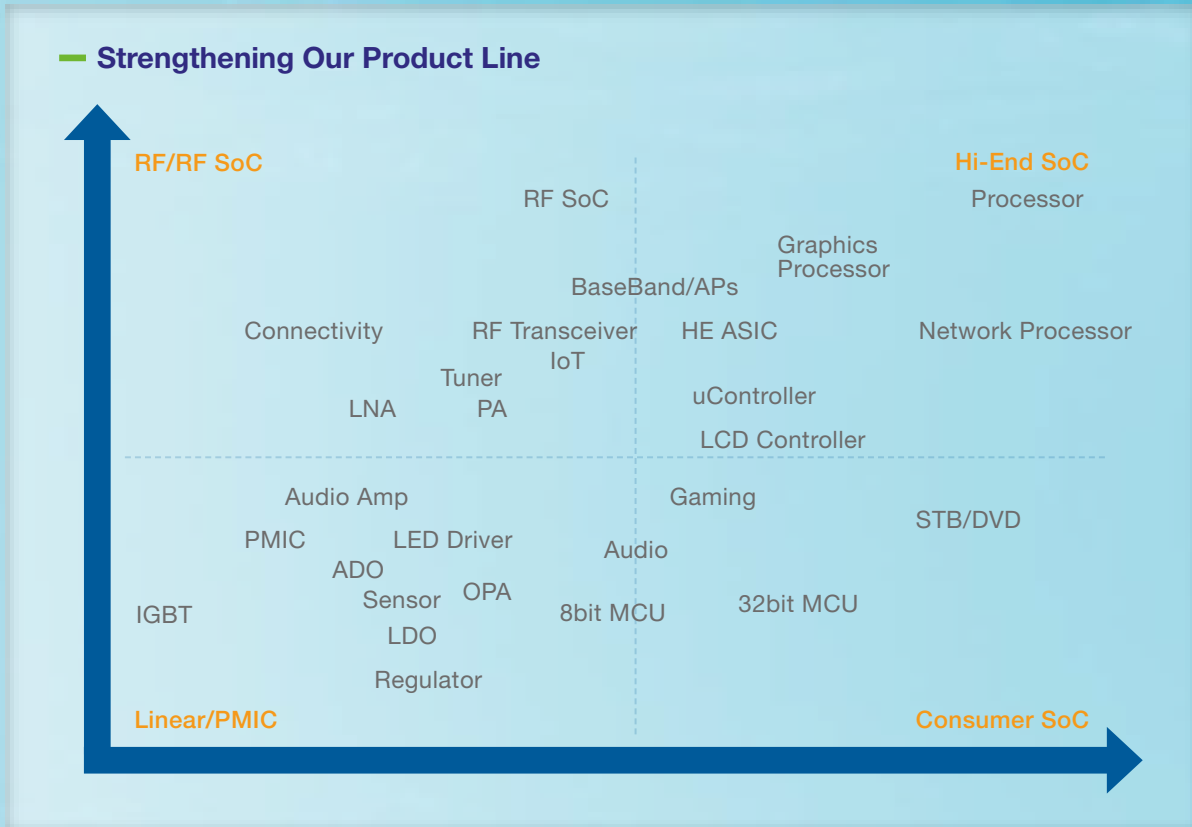 Strengthening Our Product Line
RF/RF SoC
Hi-End SoC
RF SoC
Processor
Graphics
Processor
BaseBand/APs
Connectivity
RF Transceiver
HE ASIC
Network Processor
IoT
Tuner
uController
LNA
PA
LCD Controller
Audio Amp
Gaming
STB/DVD
PMIC
LED Driver
Audio
ADO
OPA
Sensor
32bit MCU
IGBT
8bit MCU
LDO
Regulator
Linear/PMIC
Consumer SoC